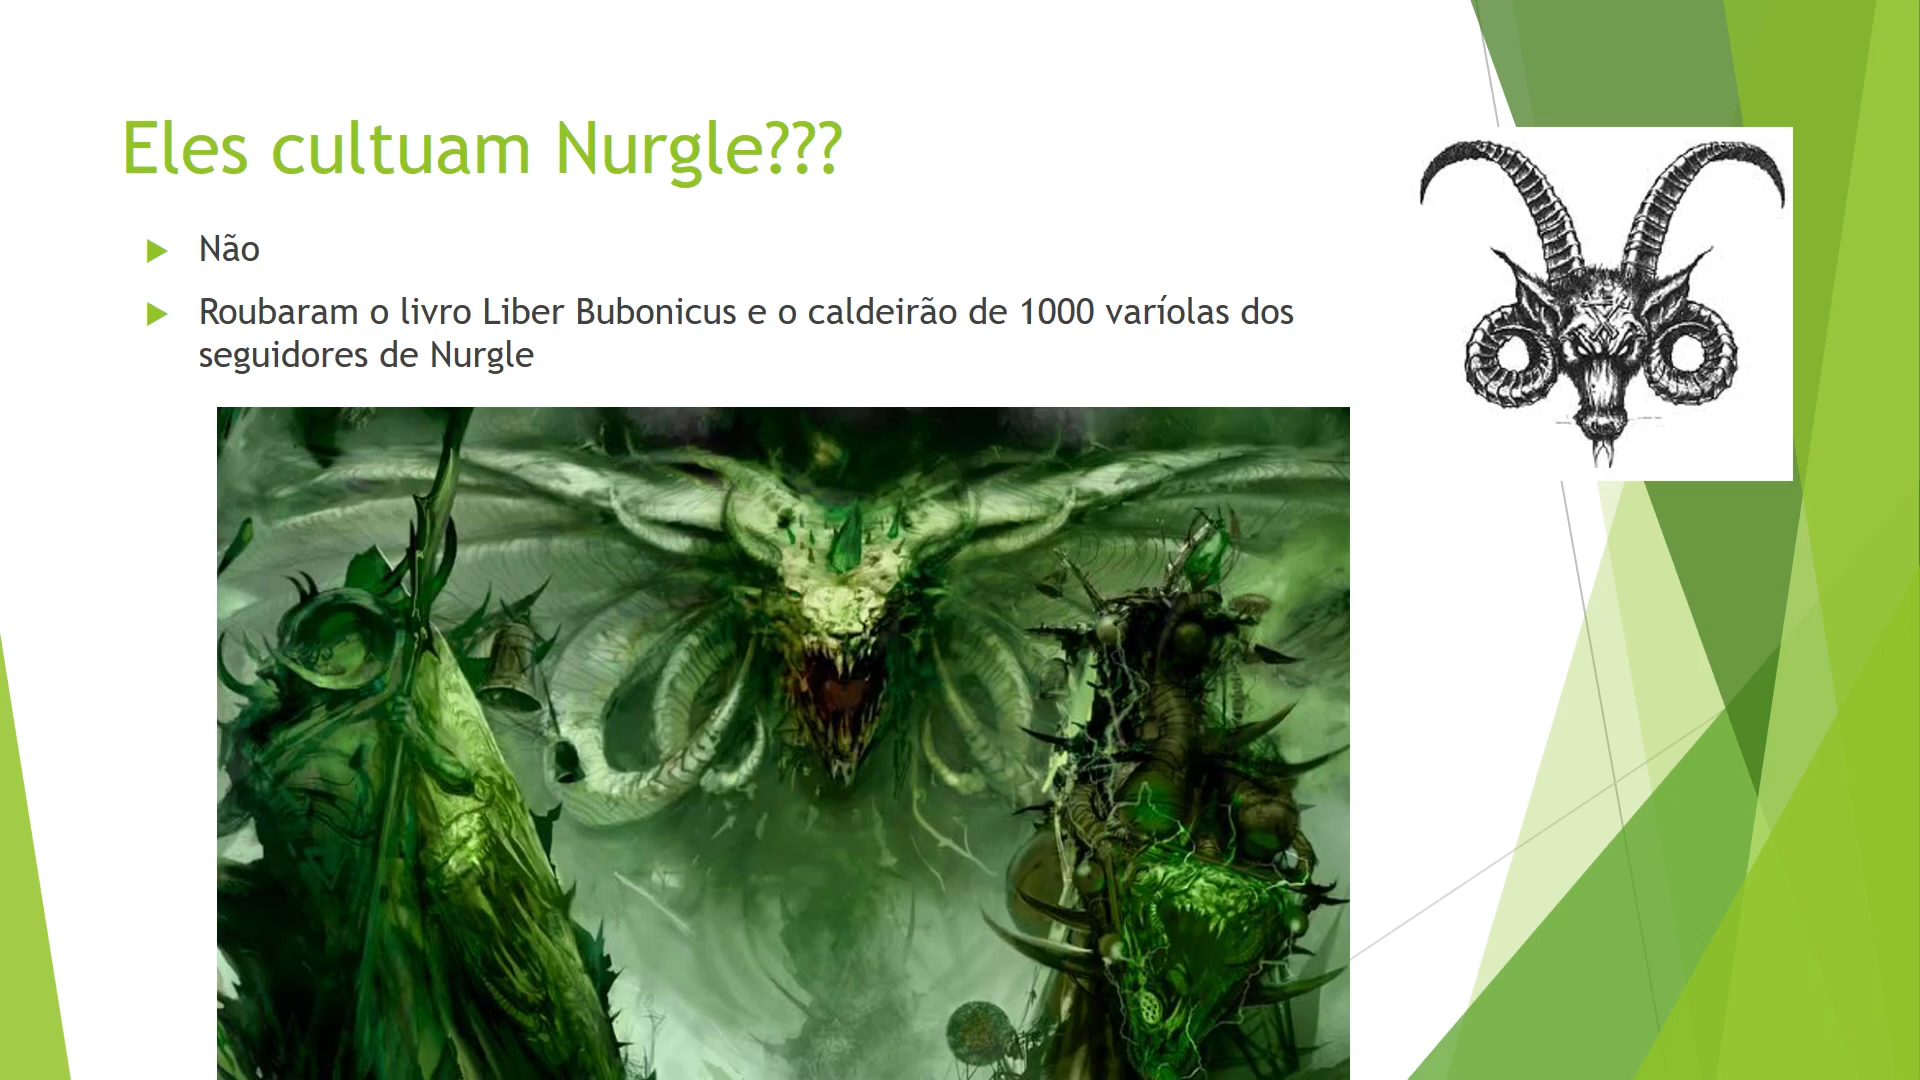 Eles cultuam Nurgle???
Não
Roubaram o livro Liber Bubonicus e o caldeirão de 1000 varíolas dos
seguidores de Nurgle